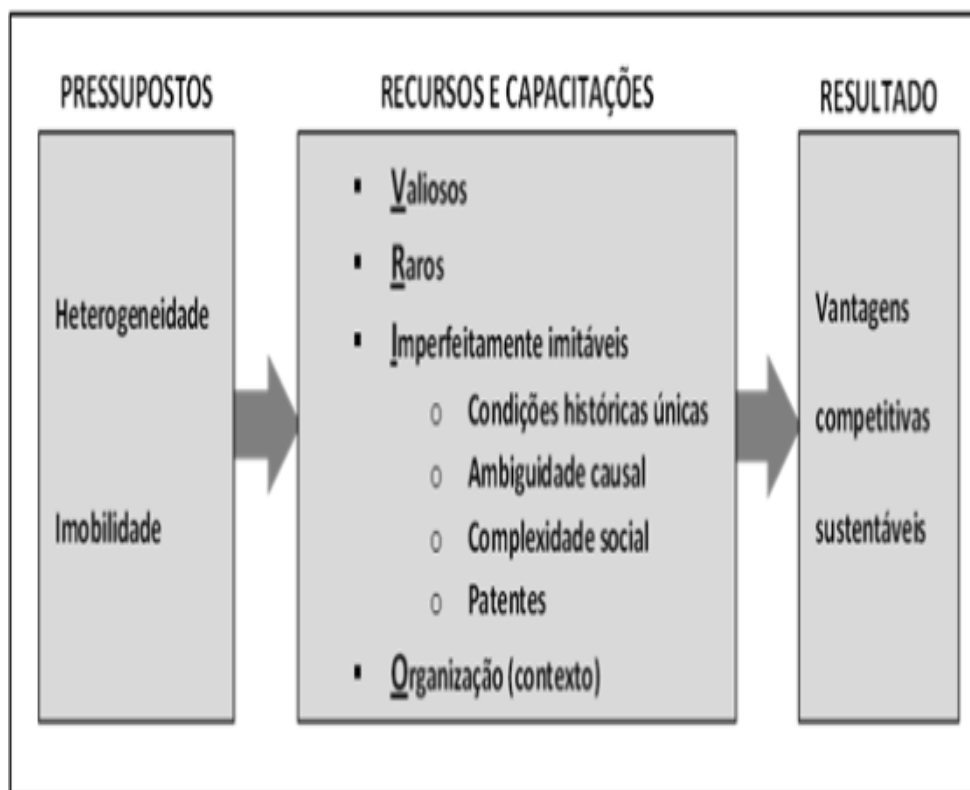 PRESSUPOSTOS
Heterogeneidade
Imobilidade
RECURSOS E CAPACITAÇÕES
▪ Valiosos
▪ Raros
▪ Imperfeitamente imitáveis
o Condições históricas únicas
o Ambiguidade causal
o Complexidade social
o Patentes
▪ Organização (contexto)
RESULTADO
Vantagens
competitivas
sustentáveis